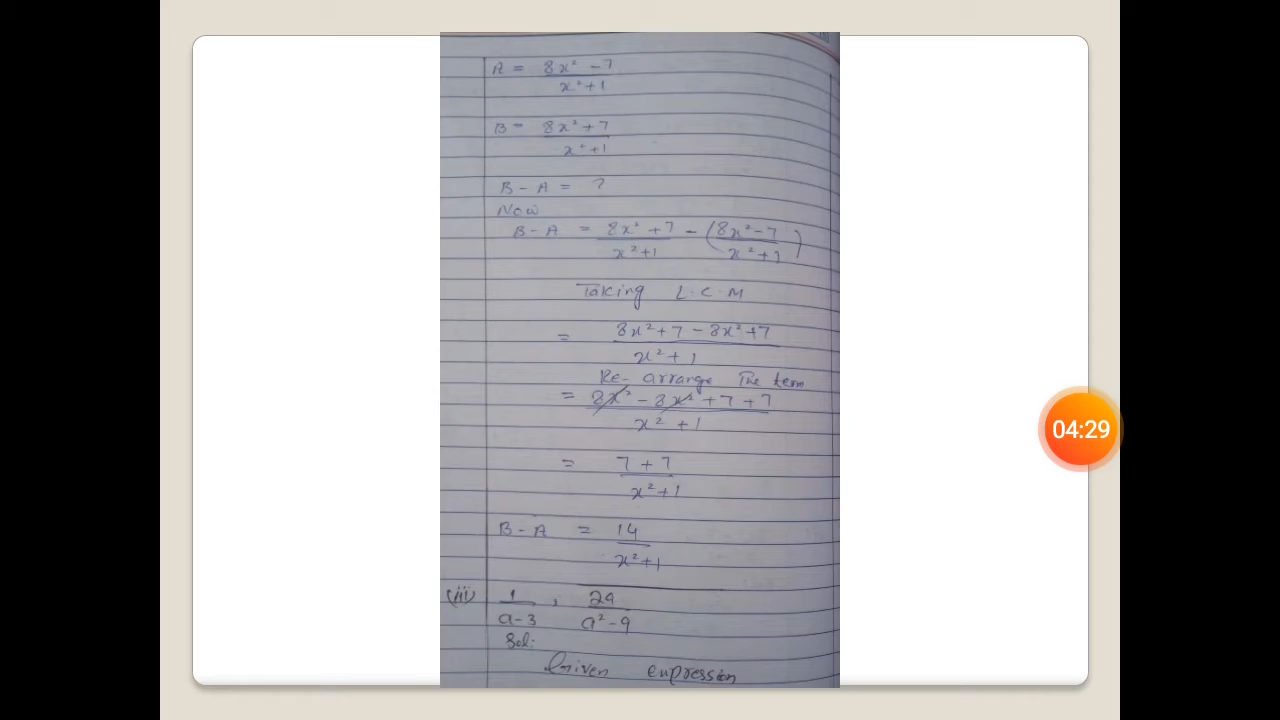 A = 8x² - 7
x² + 1
B = 8x² + 7
x² + 1
B - A = ?
Now
B - A = 8x² + 7 - (8x² - 7)
x² + 1 x² + 1
Taking L.C.M
= 8x² + 7 - 8x² + 7
x² + 1
Re-arrange The term
= 8x² - 8x² + 7 + 7
x² + 1
= 7 + 7
x² + 1
B - A = 14
x² + 1
(iii) 1 , 2a
a - 3 a² - 9
Sol:
Given expression
04:29